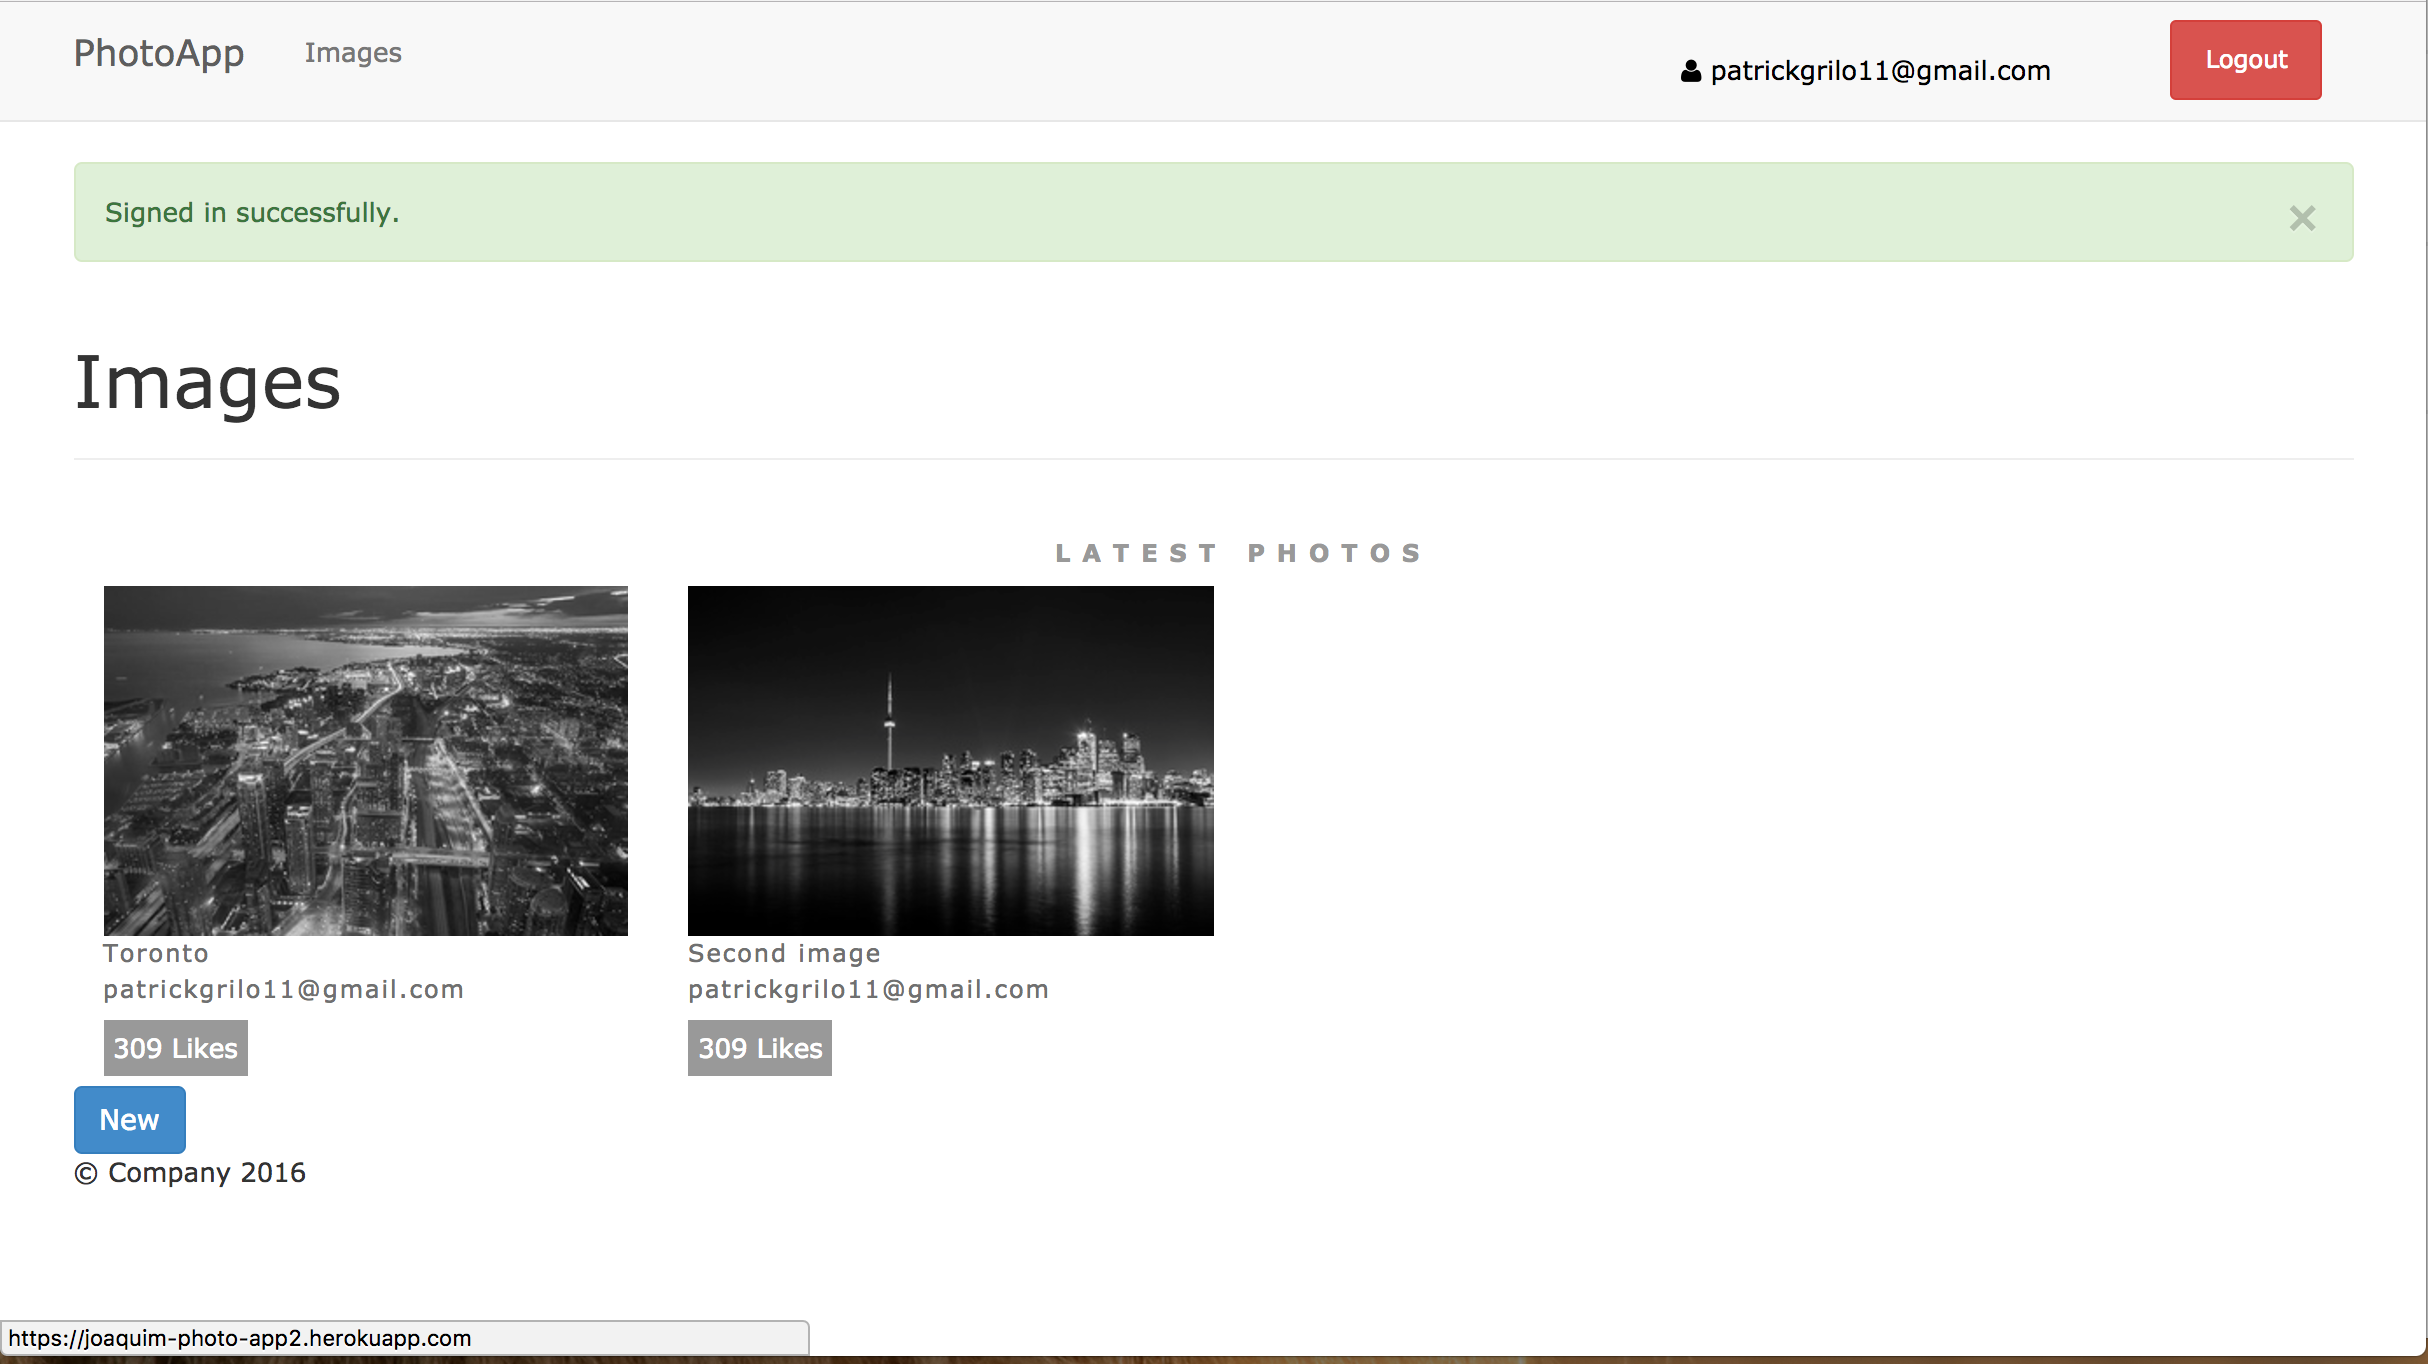 PhotoApp Images patrickgrilo11@gmail.com Logout
Signed in successfully. ×
Images
LATEST PHOTOS
Toronto
patrickgrilo11@gmail.com
309 Likes
Second image
patrickgrilo11@gmail.com
309 Likes
New
© Company 2016
https://joaquim-photo-app2.herokuapp.com